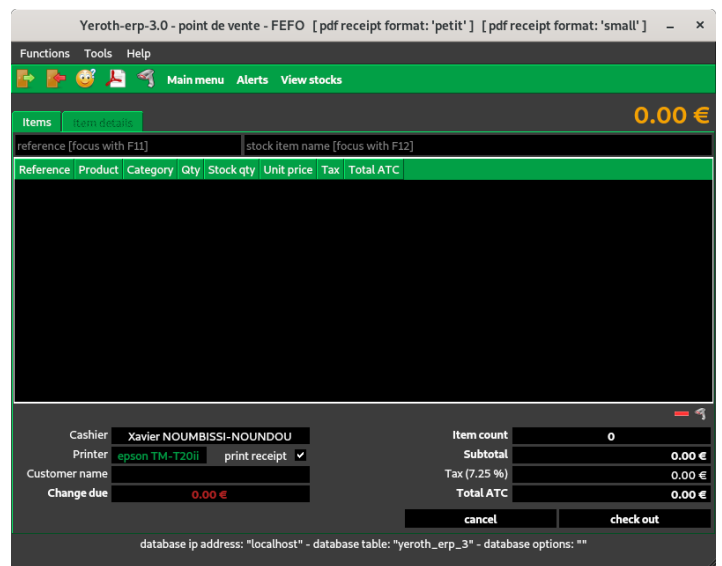 Yeroth-erp-3.0 - point de vente - FEFO [ pdf receipt format: 'petit' ] [ pdf receipt format: 'small' ]
Functions Tools Help
Main menu Alerts View stocks
0.00 €
Items Item details
reference [focus with F11] stock item name [focus with F12]
Reference Product Category Qty Stock qty Unit price Tax Total ATC
Cashier Xavier NOUMBISSI-NOUNDOU Item count 0
Printer epson TM-T20ii print receipt Subtotal 0.00 €
Customer name Tax (7.25 %) 0.00 €
Change due 0.00 € Total ATC 0.00 €
cancel check out
database ip address: "localhost" - database table: "yeroth_erp_3" - database options: ""